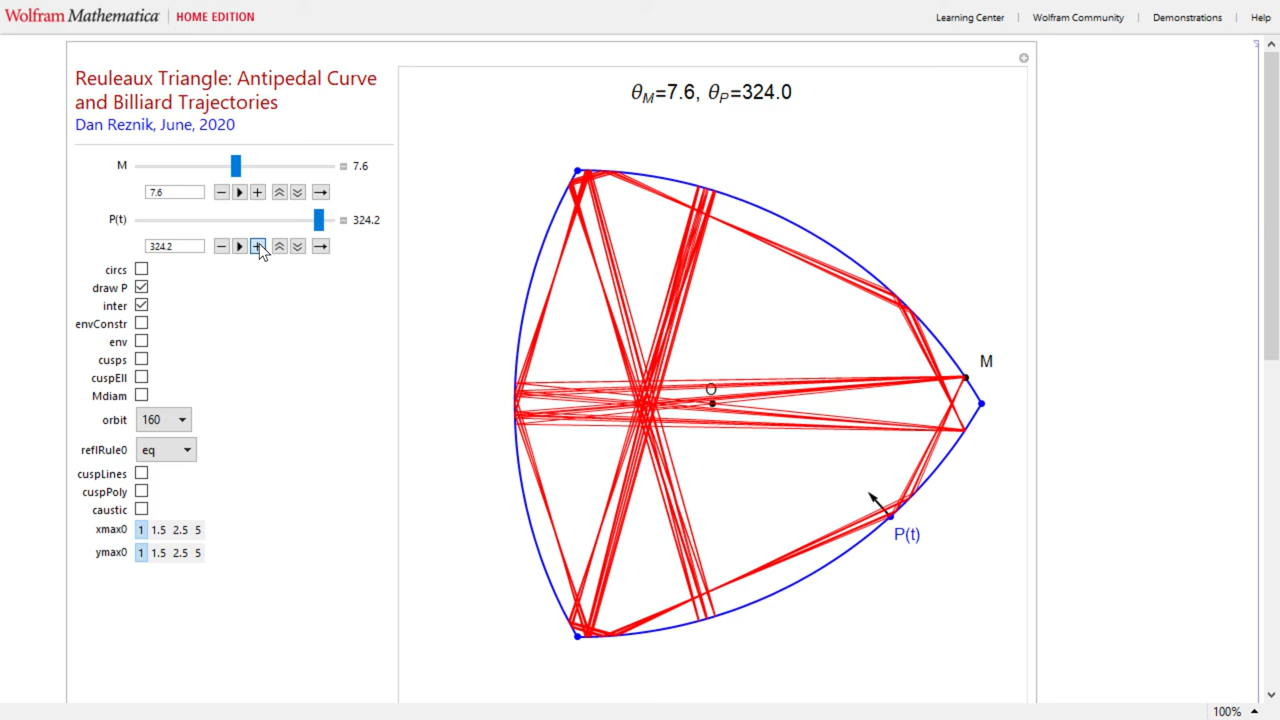 Wolfram Mathematica | HOME EDITION
Learning Center | Wolfram Community | Demonstrations | Help
Reuleaux Triangle: Antipedal Curve
and Billiard Trajectories
Dan Reznik, June, 2020
M 7.6
7.6
P(t) 324.2
324.2
circs
draw P
inter
envConstr
env
cusps
cuspEll
Mdiam
orbit 160
reflRule0 eq
cuspLines
cuspPoly
caustic
xmax0 1 1.5 2.5 5
ymax0 1 1.5 2.5 5
θM=7.6, θP=324.0
M
O
P(t)
100%